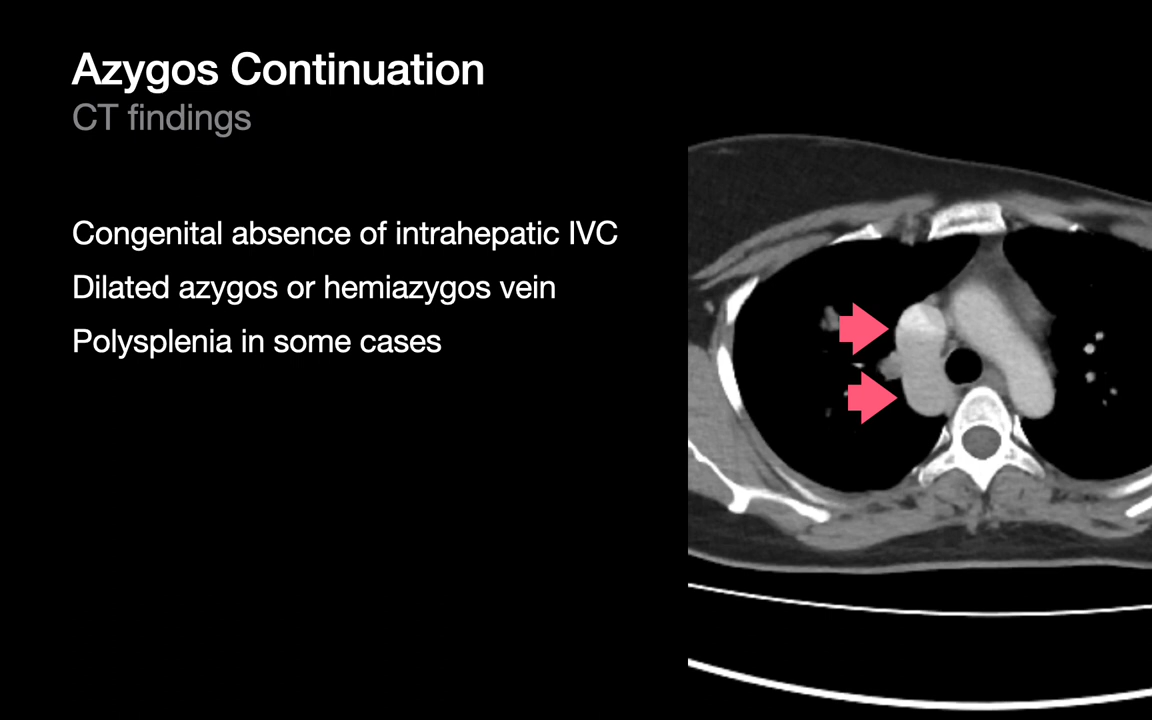 Azygos Continuation
CT findings
Congenital absence of intrahepatic IVC
Dilated azygos or hemiazygos vein
Polysplenia in some cases